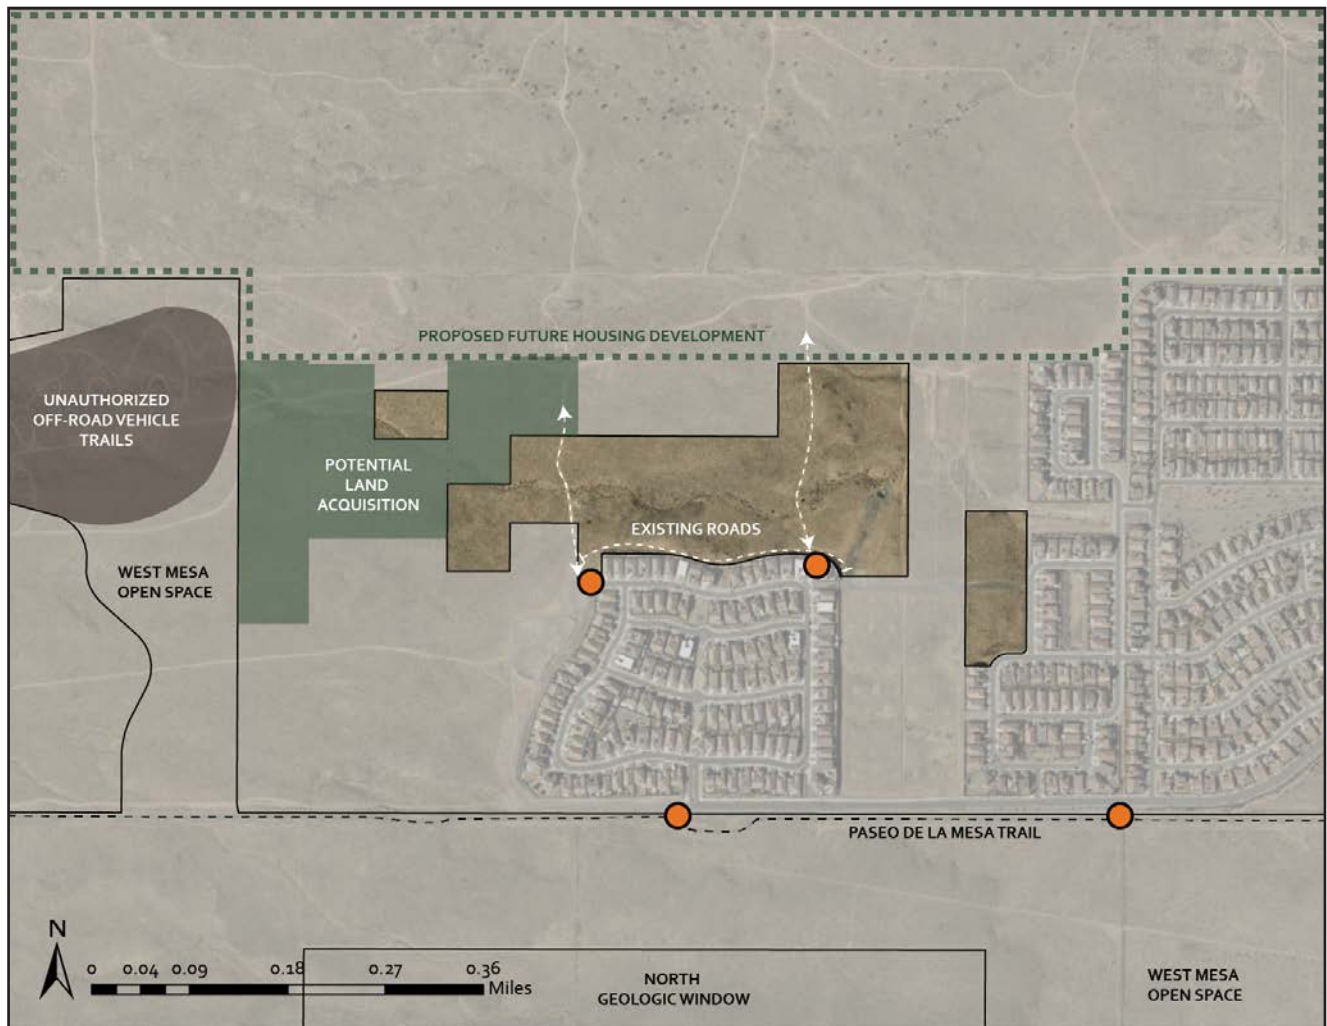 PROPOSED FUTURE HOUSING DEVELOPMENT
UNAUTHORIZED
OFF-ROAD VEHICLE
TRAILS
POTENTIAL
LAND
ACQUISITION
EXISTING ROADS
WEST MESA
OPEN SPACE
PASEO DE LA MESA TRAIL
N
0 0.04 0.09 0.18 0.27 0.36
Miles
NORTH
GEOLOGIC WINDOW
WEST MESA
OPEN SPACE